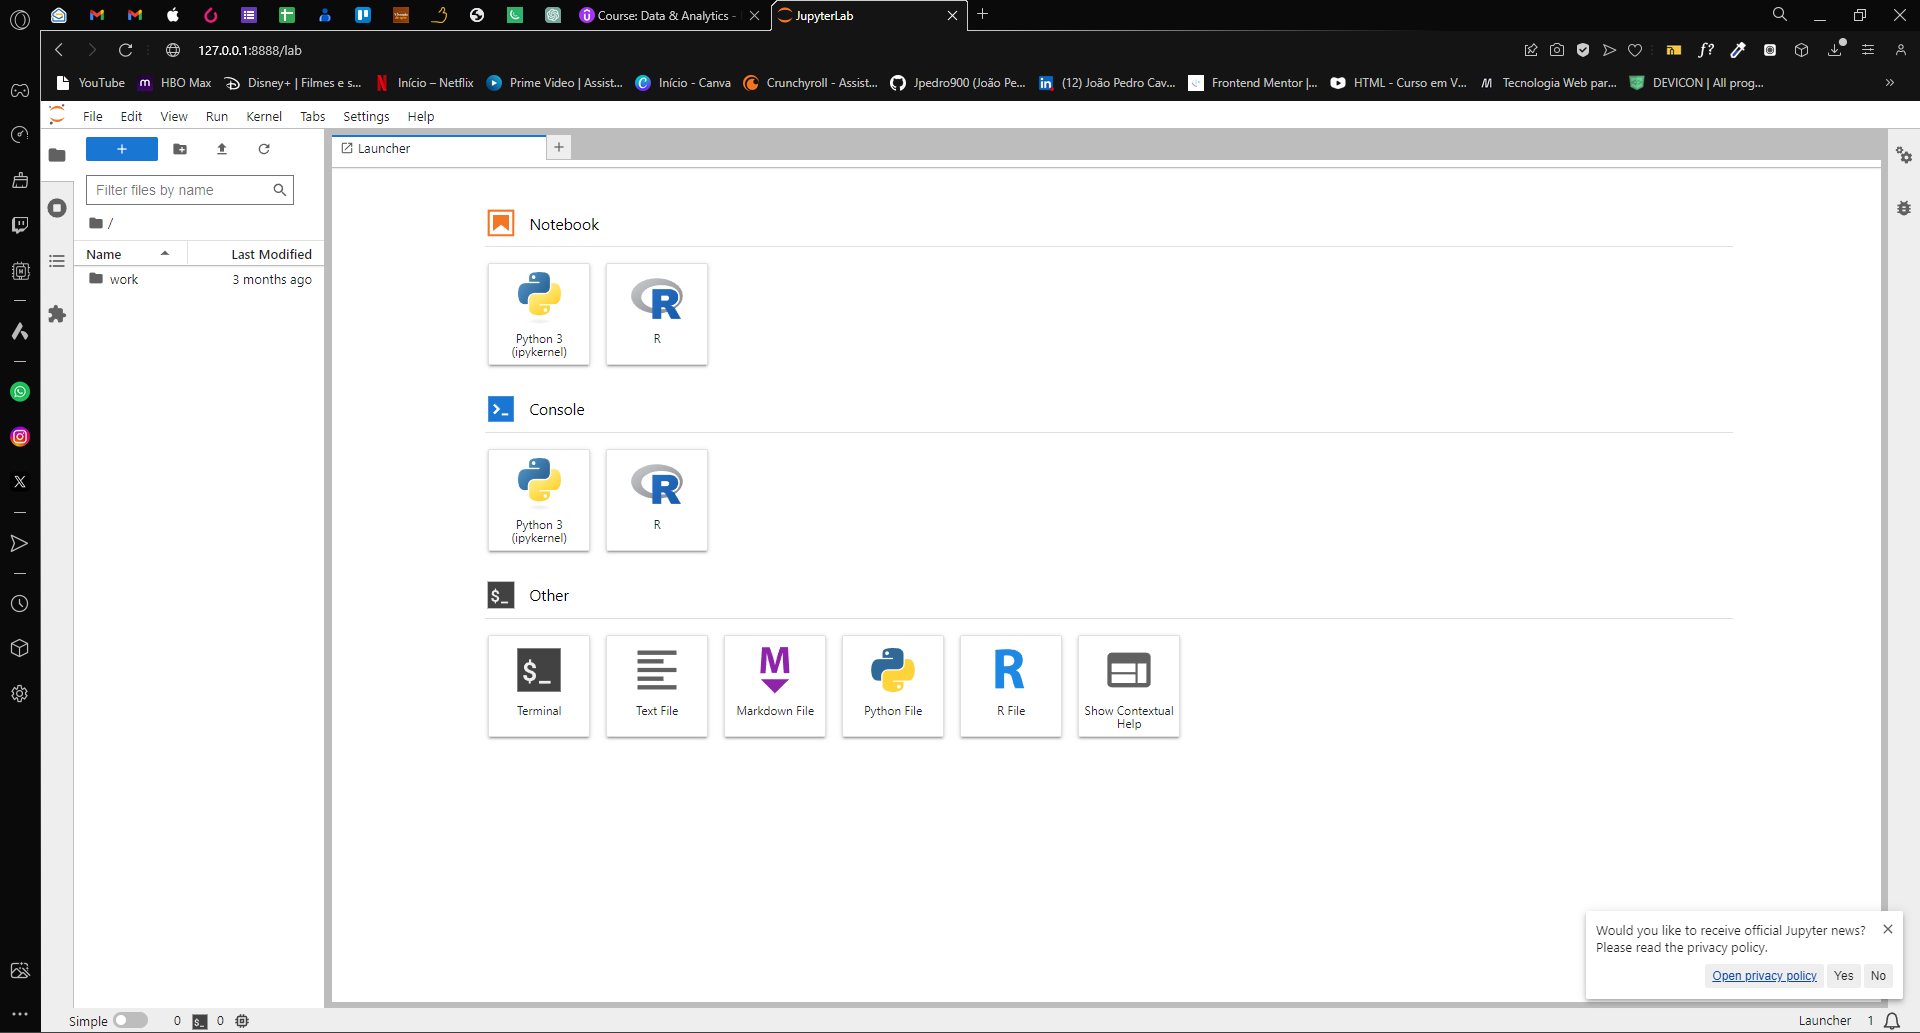 Course: Data & Analytics -
JupyterLab
127.0.0.1:8888/lab
YouTube
HBO Max
Disney+ | Filmes e s...
Início – Netflix
Prime Video | Assist...
Início - Canva
Crunchyroll - Assist...
Jpedro900 (João Pe...
(12) João Pedro Cav...
Frontend Mentor |...
HTML - Curso em V...
Tecnologia Web par...
DEVICON | All prog...
File Edit View Run Kernel Tabs Settings Help
Launcher
Filter files by name
/
Name Last Modified
work 3 months ago
Notebook
Python 3
(ipykernel)
R
Console
Python 3
(ipykernel)
R
$_ Other
$_
Terminal
Text File
Markdown File
Python File
R File
Show Contextual
Help
Would you like to receive official Jupyter news?
Please read the privacy policy.
Open privacy policy Yes No
Simple 0 $_ 0
Launcher 1